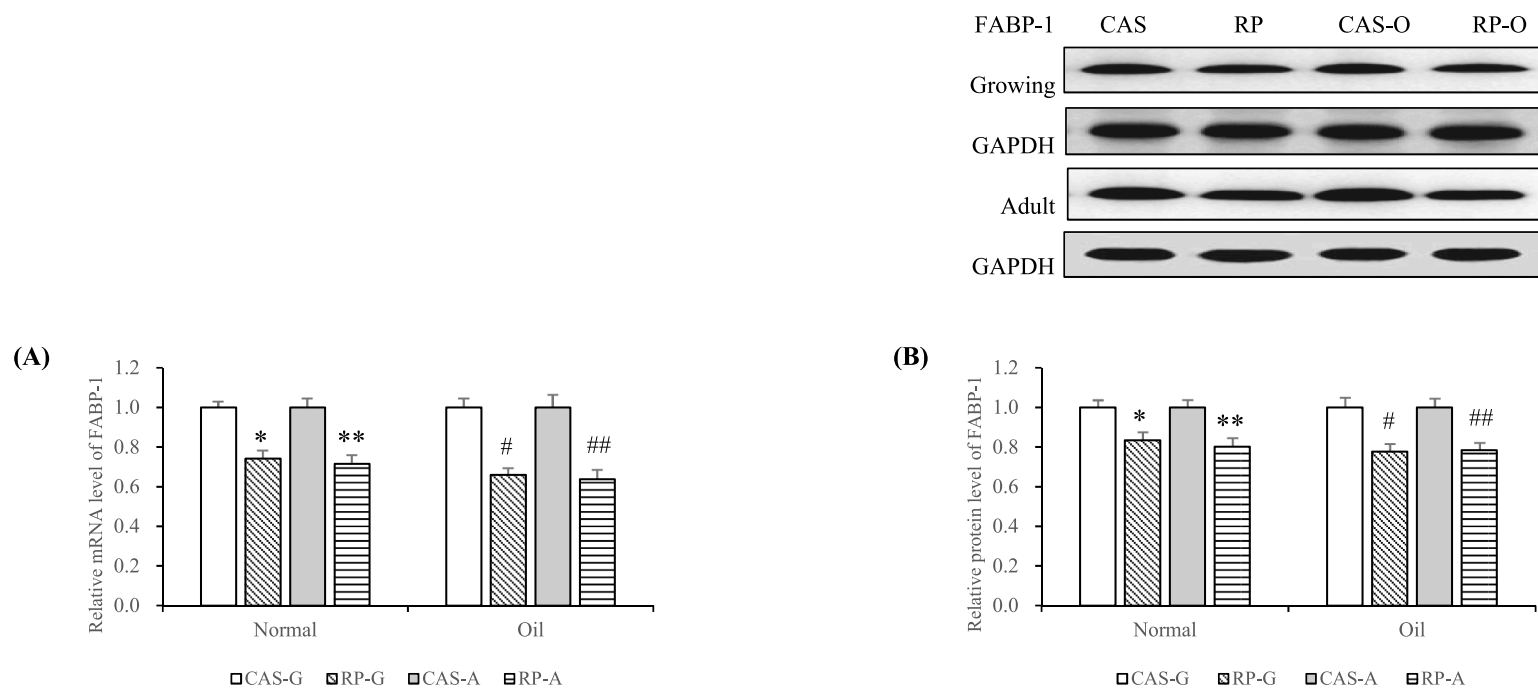 FABP-1 CAS RP CAS-O RP-O
Growing
GAPDH
Adult
GAPDH
(A)
Relative mRNA level of FABP-1
1.2
1.0
0.8
0.6
0.4
0.2
0.0
* ** # ##
Normal Oil
CAS-G RP-G CAS-A RP-A
(B)
Relative protein level of FABP-1
1.2
1.0
0.8
0.6
0.4
0.2
0.0
* ** # ##
Normal Oil
CAS-G RP-G CAS-A RP-A